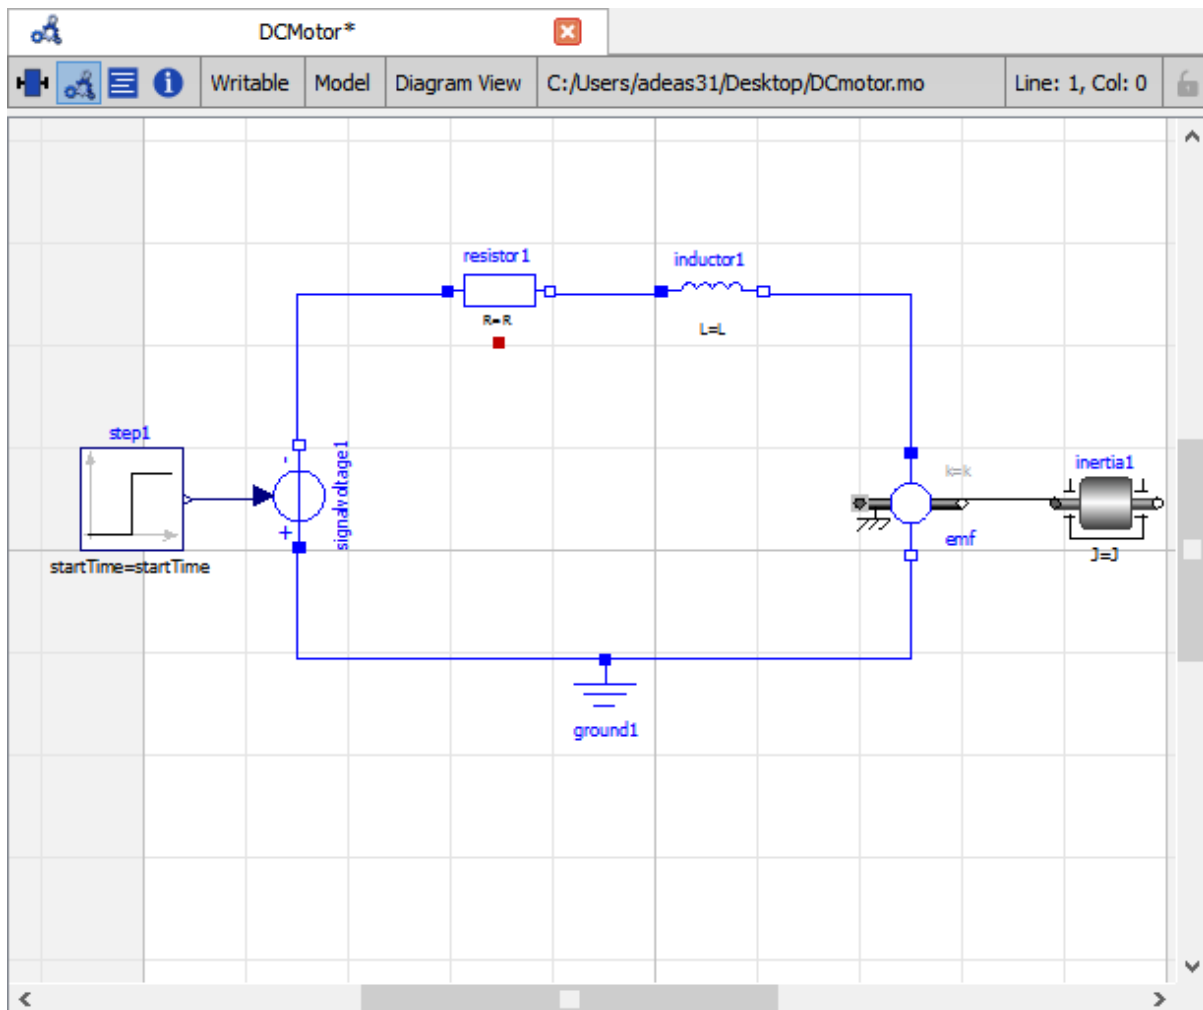 DCMotor*
Writable
Model
Diagram View
C:/Users/adeas31/Desktop/DCmotor.mo
Line: 1, Col: 0
resistor1
R=R
inductor1
L=L
step1
startTime=startTime
-
+
signalvoltage1
k=k
emf
inertia1
J=J
ground1